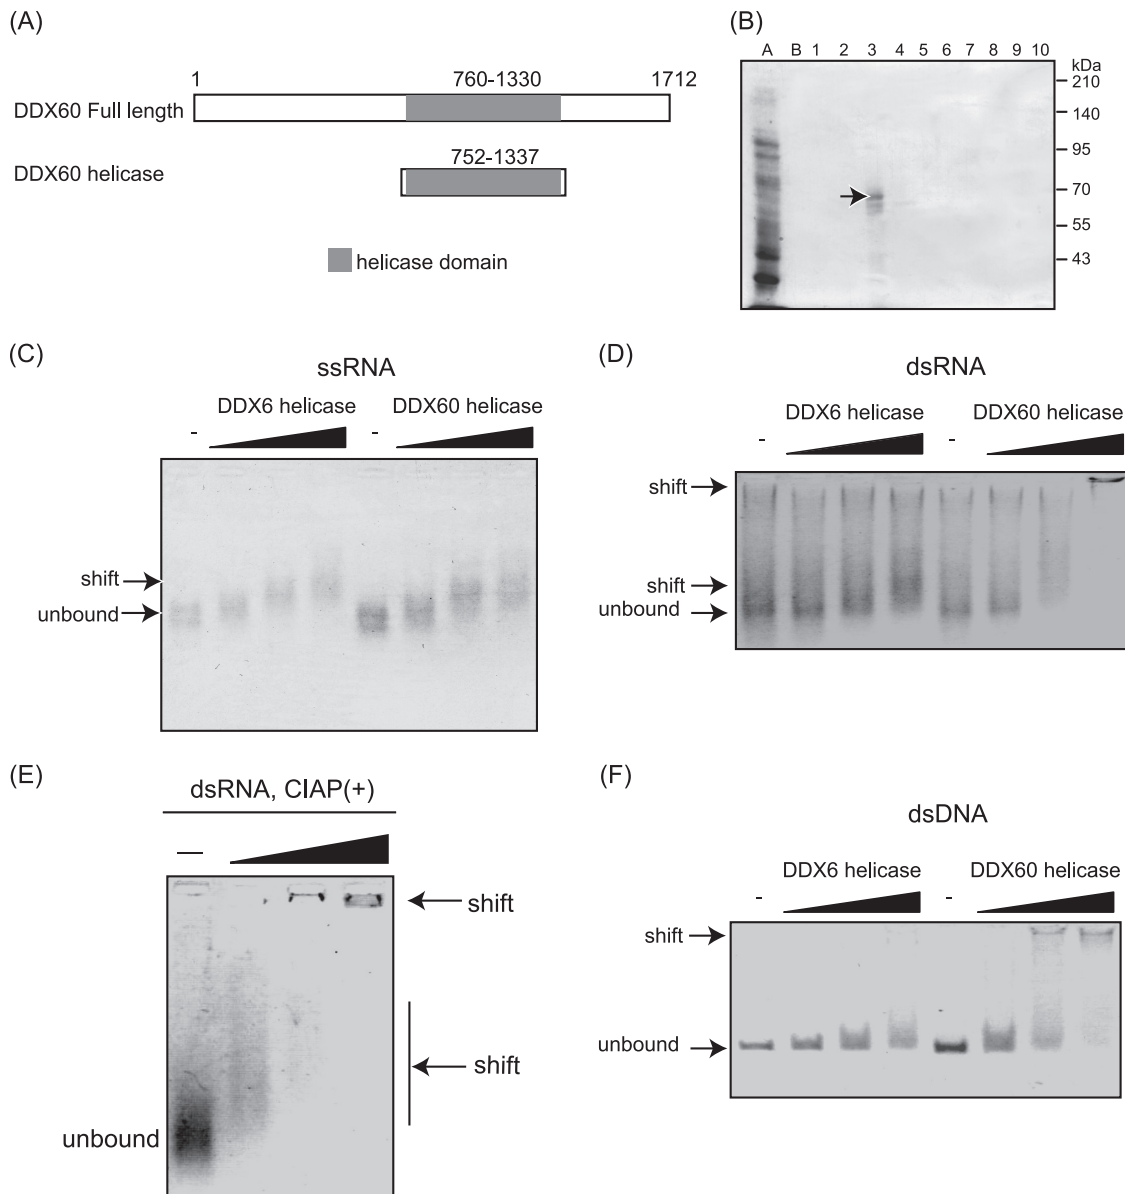 (A)
1 760-1330 1712
DDX60 Full length
752-1337
DDX60 helicase
helicase domain
(B)
A B 1 2 3 4 5 6 7 8 9 10
kDa
210
140
95
70
55
43
(C)
ssRNA
DDX6 helicase DDX60 helicase
- -
shift
unbound
(D)
dsRNA
DDX6 helicase DDX60 helicase
- -
shift
shift
unbound
(E)
dsRNA, CIAP(+)
—
shift
shift
unbound
(F)
dsDNA
DDX6 helicase DDX60 helicase
- -
shift
unbound